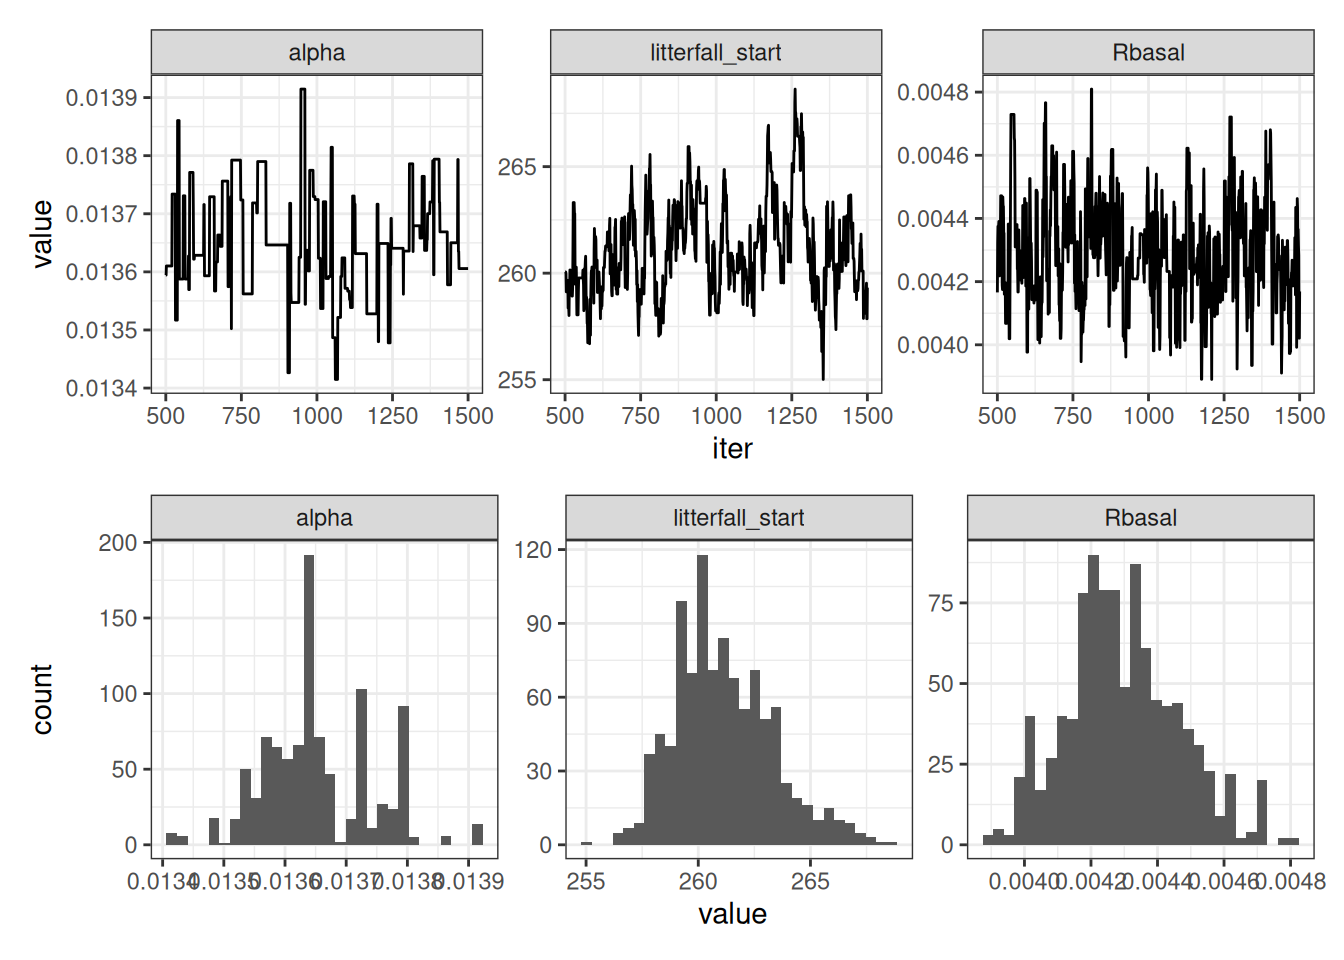 alpha
litterfall_start
Rbasal
value
0.0139
0.0138
0.0137
0.0136
0.0135
0.0134
265
260
255
0.0048
0.0046
0.0044
0.0042
0.0040
500 750 1000 1250 1500
500 750 1000 1250 1500
500 750 1000 1250 1500
iter
alpha
litterfall_start
Rbasal
count
200
150
100
50
0
120
90
60
30
0
75
50
25
0
0.0134 0.0135 0.0136 0.0137 0.0138 0.0139
255 260 265
0.0040 0.0042 0.0044 0.0046 0.0048
value